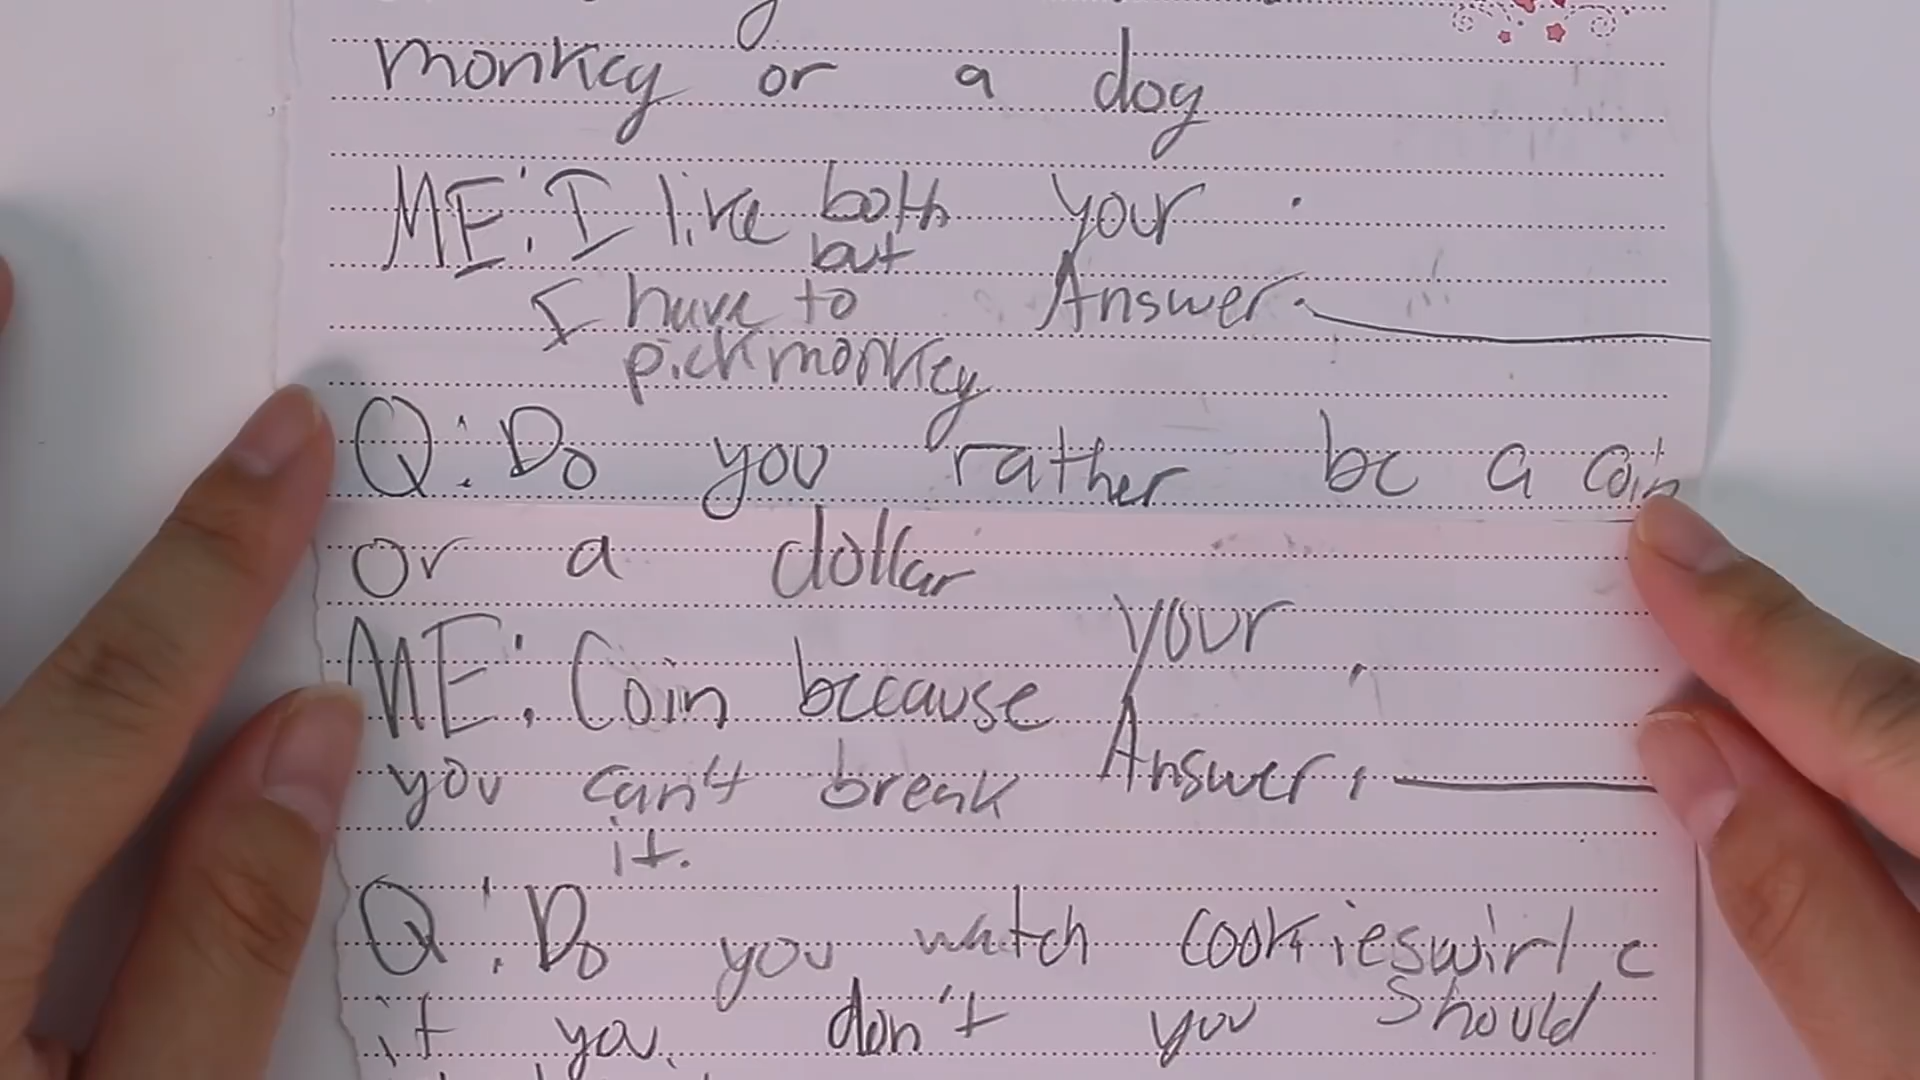 monkey or a dog
ME: I like both your
but
I have to Answer:
pick monkey
Q: Do you rather be a coin
or a dollar
your
ME: Coin because
you can't break Answer:
it.
Q: Do you watch cookieswirl c
if you don't you should